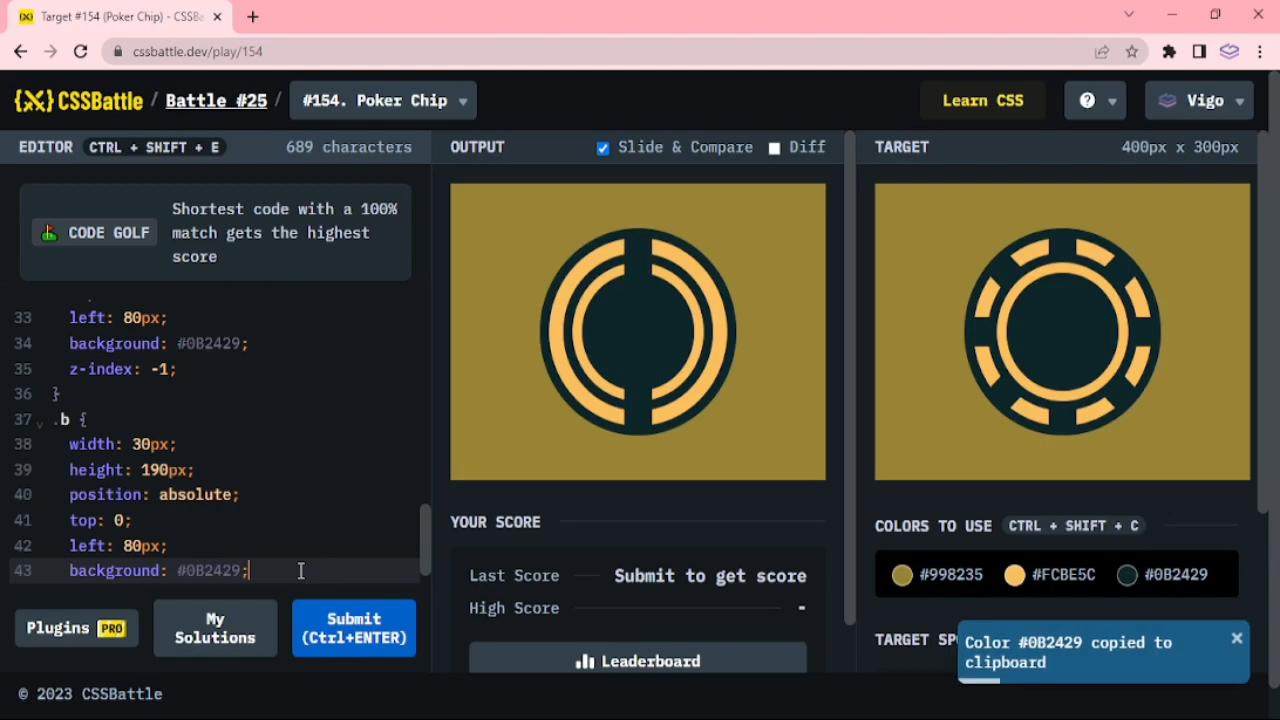 Target #154 (Poker Chip) - CSSBa
cssbattle.dev/play/154
CSSBattle / Battle #25 / #154. Poker Chip
Learn CSS
?
Vigo
EDITOR CTRL + SHIFT + E 689 characters
OUTPUT Slide & Compare Diff
TARGET 400px x 300px
CODE GOLF
Shortest code with a 100%
match gets the highest
score
33 left: 80px;
34 background: #0B2429;
35 z-index: -1;
36 }
37 .b {
38 width: 30px;
39 height: 190px;
40 position: absolute;
41 top: 0;
42 left: 80px;
43 background: #0B2429;
Plugins PRO
My
Solutions
Submit
(Ctrl+ENTER)
YOUR SCORE
Last Score Submit to get score
High Score -
Leaderboard
COLORS TO USE CTRL + SHIFT + C
#998235 #FCBE5C #0B2429
TARGET SP
Color #0B2429 copied to
clipboard
© 2023 CSSBattle